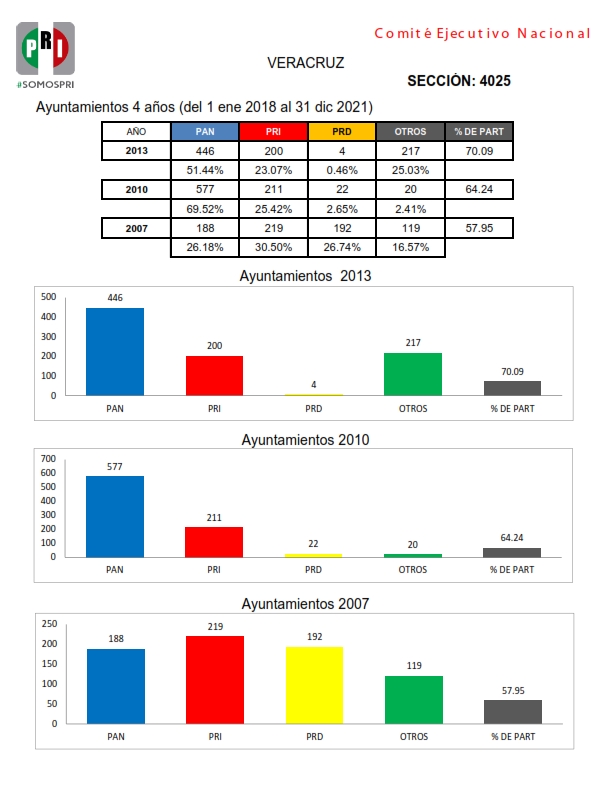 Comité Ejecutivo Nacional
PRI
#SOMOSPRI
VERACRUZ
SECCIÓN: 4025
Ayuntamientos 4 años (del 1 ene 2018 al 31 dic 2021)
AÑO PAN PRI PRD OTROS % DE PART
2013 446 200 4 217 70.09
51.44% 23.07% 0.46% 25.03%
2010 577 211 22 20 64.24
69.52% 25.42% 2.65% 2.41%
2007 188 219 192 119 57.95
26.18% 30.50% 26.74% 16.57%
Ayuntamientos 2013
500
400
300
200
100
0
446
200
4
217
70.09
PAN PRI PRD OTROS % DE PART
Ayuntamientos 2010
700
600
500
400
300
200
100
0
577
211
22
20
64.24
PAN PRI PRD OTROS % DE PART
Ayuntamientos 2007
250
200
150
100
50
0
188
219
192
119
57.95
PAN PRI PRD OTROS % DE PART